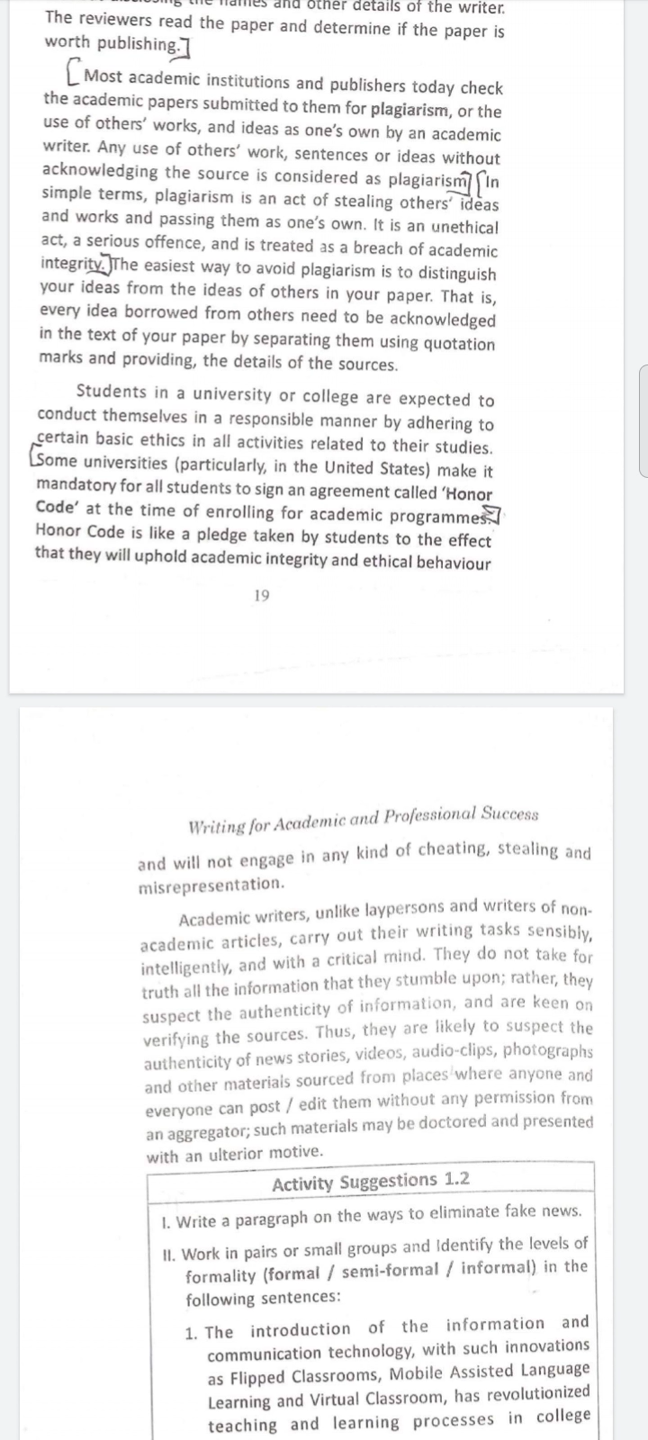 the names and other details of the writer.
The reviewers read the paper and determine if the paper is
worth publishing.
Most academic institutions and publishers today check
the academic papers submitted to them for plagiarism, or the
use of others' works, and ideas as one's own by an academic
writer. Any use of others' work, sentences or ideas without
acknowledging the source is considered as plagiarism In
simple terms, plagiarism is an act of stealing others' ideas
and works and passing them as one's own. It is an unethical
act, a serious offence, and is treated as a breach of academic
integrity. The easiest way to avoid plagiarism is to distinguish
your ideas from the ideas of others in your paper. That is,
every idea borrowed from others need to be acknowledged
in the text of your paper by separating them using quotation
marks and providing, the details of the sources.
Students in a university or college are expected to
conduct themselves in a responsible manner by adhering to
certain basic ethics in all activities related to their studies.
Some universities (particularly, in the United States) make it
mandatory for all students to sign an agreement called 'Honor
Code' at the time of enrolling for academic programmes.
Honor Code is like a pledge taken by students to the effect
that they will uphold academic integrity and ethical behaviour
19
Writing for Academic and Professional Success
and will not engage in any kind of cheating, stealing and
misrepresentation.
Academic writers, unlike laypersons and writers of non-
academic articles, carry out their writing tasks sensibly,
intelligently, and with a critical mind. They do not take for
truth all the information that they stumble upon; rather, they
suspect the authenticity of information, and are keen on
verifying the sources. Thus, they are likely to suspect the
authenticity of news stories, videos, audio-clips, photographs
and other materials sourced from places where anyone and
everyone can post / edit them without any permission from
an aggregator; such materials may be doctored and presented
with an ulterior motive.
Activity Suggestions 1.2
I. Write a paragraph on the ways to eliminate fake news.
II. Work in pairs or small groups and Identify the levels of
formality (formal / semi-formal / informal) in the
following sentences:
1. The introduction of the information and
communication technology, with such innovations
as Flipped Classrooms, Mobile Assisted Language
Learning and Virtual Classroom, has revolutionized
teaching and learning processes in college